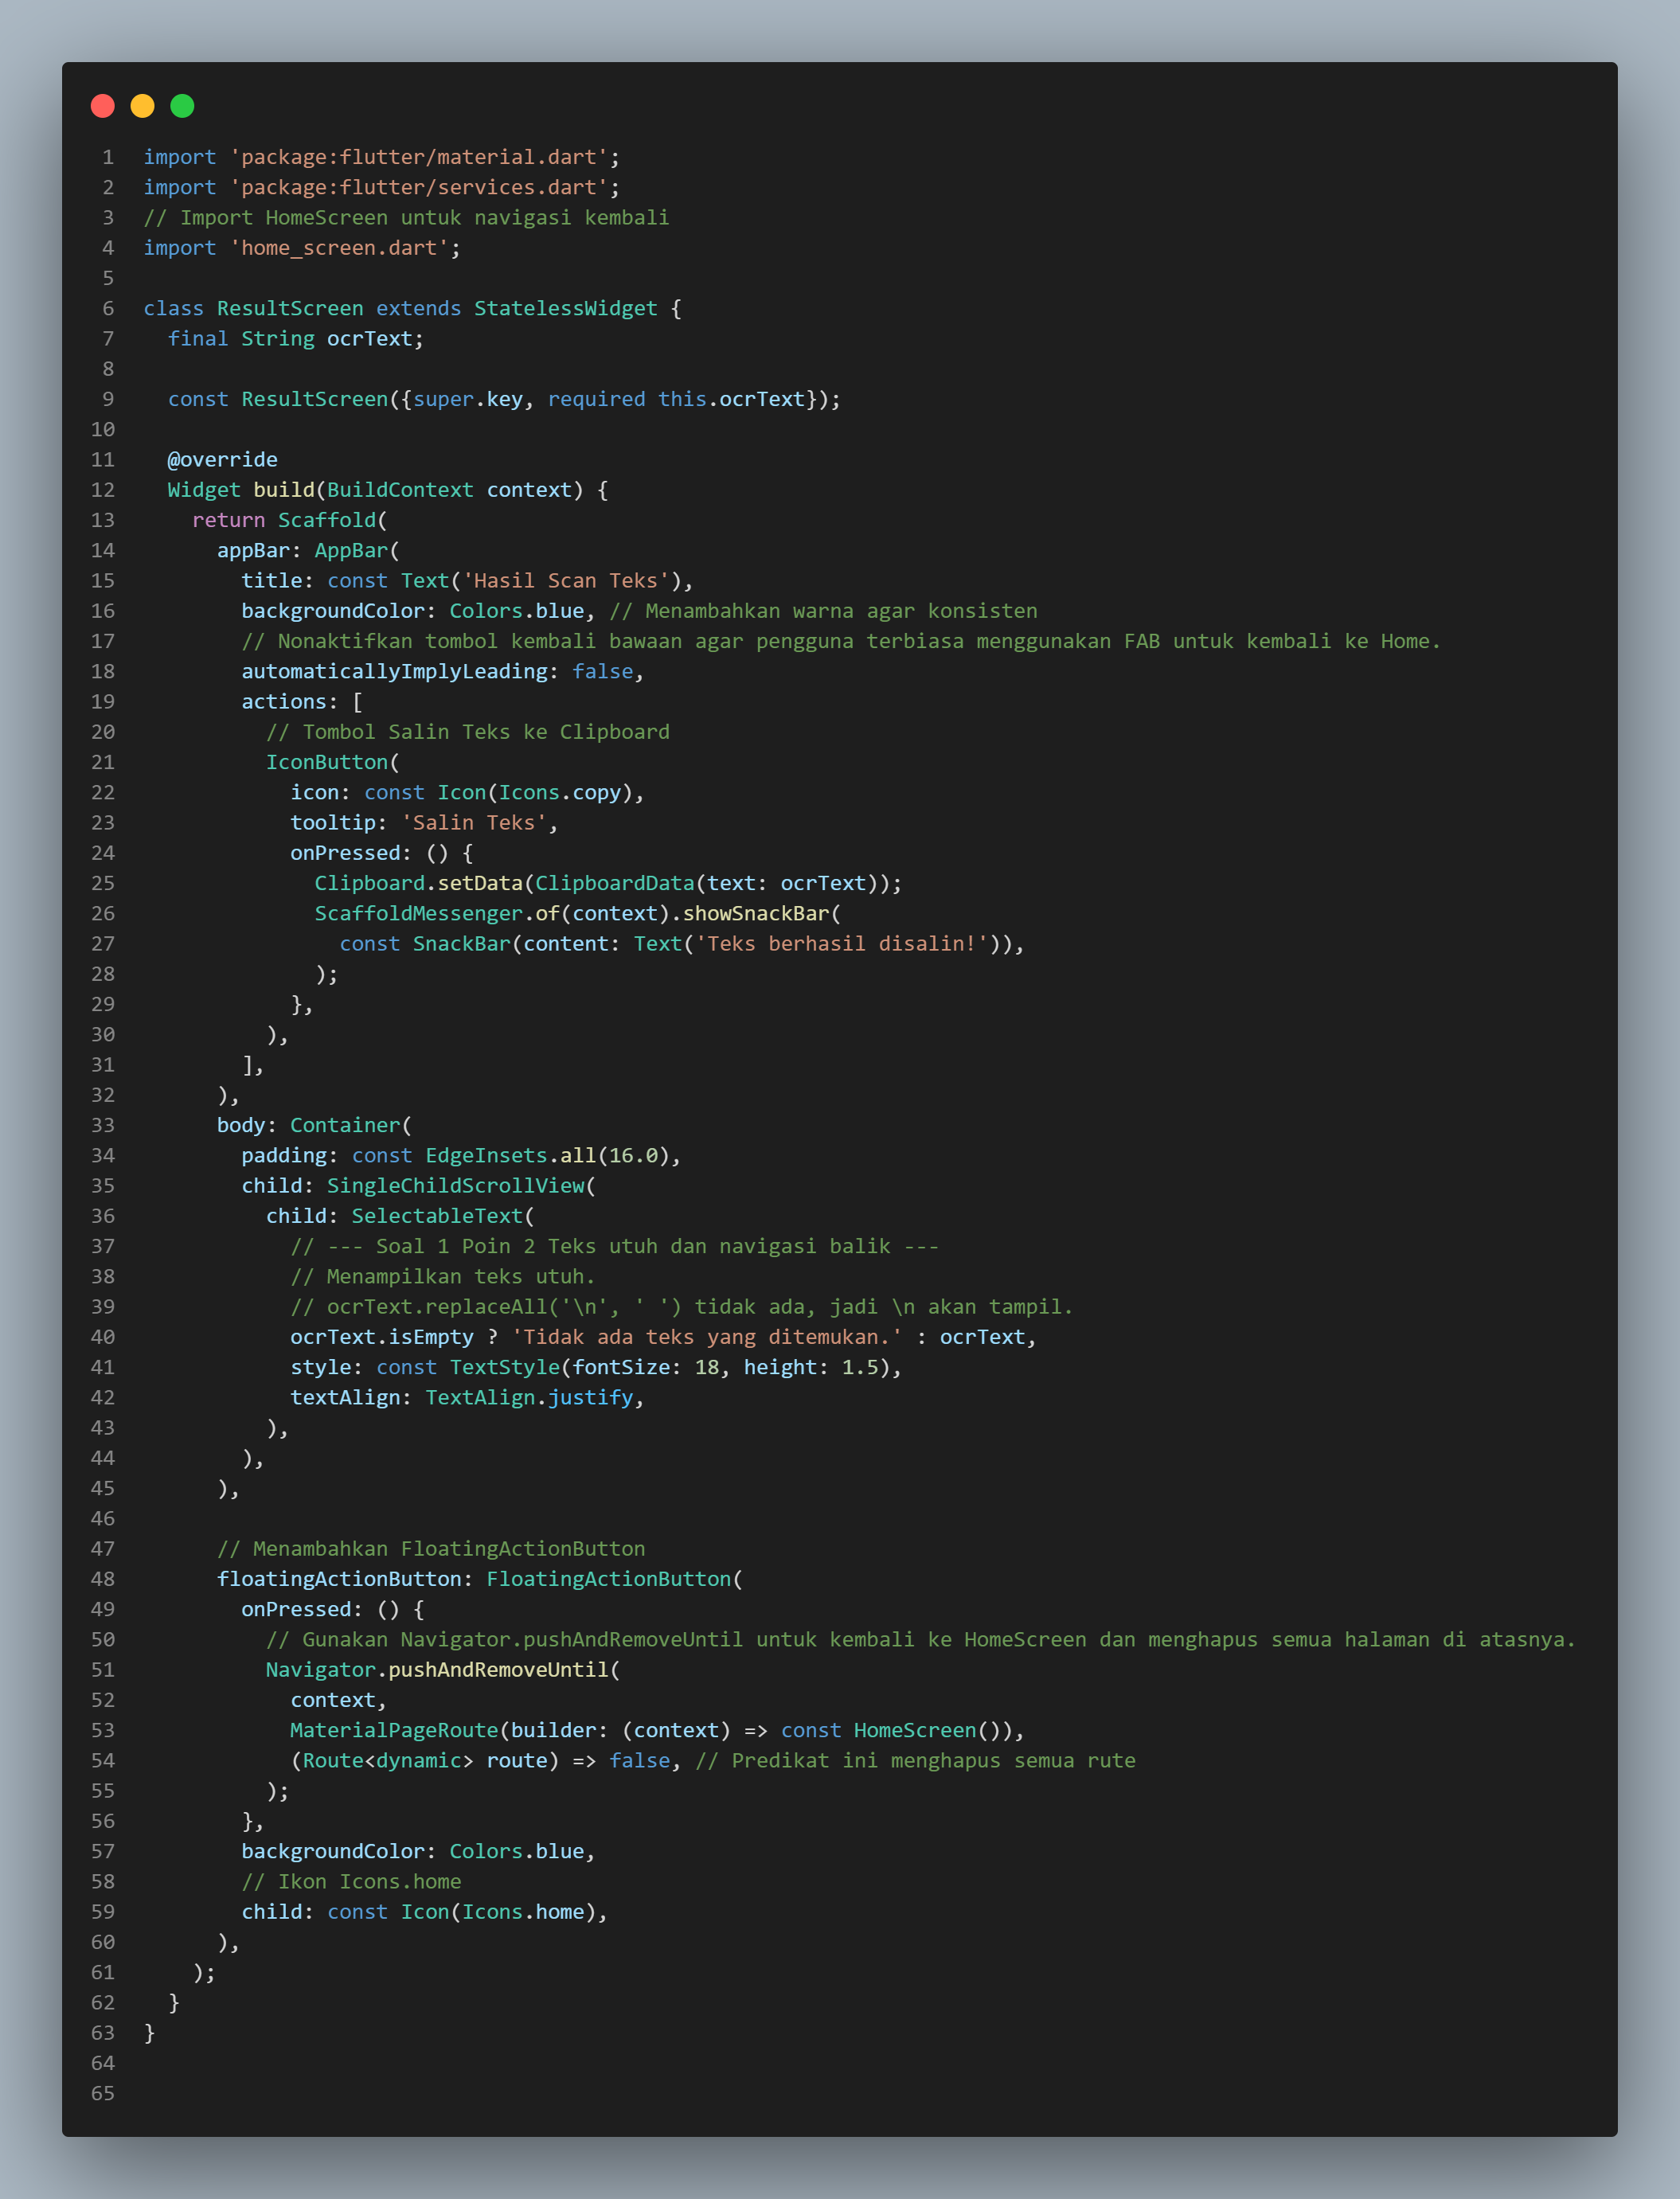 1 import 'package:flutter/material.dart';
2 import 'package:flutter/services.dart';
3 // Import HomeScreen untuk navigasi kembali
4 import 'home_screen.dart';
5
6 class ResultScreen extends StatelessWidget {
7   final String ocrText;
8
9   const ResultScreen({super.key, required this.ocrText});
10
11   @override
12   Widget build(BuildContext context) {
13     return Scaffold(
14       appBar: AppBar(
15         title: const Text('Hasil Scan Teks'),
16         backgroundColor: Colors.blue, // Menambahkan warna agar konsisten
17         // Nonaktifkan tombol kembali bawaan agar pengguna terbiasa menggunakan FAB untuk kembali ke Home.
18         automaticallyImplyLeading: false,
19         actions: [
20           // Tombol Salin Teks ke Clipboard
21           IconButton(
22             icon: const Icon(Icons.copy),
23             tooltip: 'Salin Teks',
24             onPressed: () {
25               Clipboard.setData(ClipboardData(text: ocrText));
26               ScaffoldMessenger.of(context).showSnackBar(
27                 const SnackBar(content: Text('Teks berhasil disalin!')),
28               );
29             },
30           ),
31         ],
32       ),
33       body: Container(
34         padding: const EdgeInsets.all(16.0),
35         child: SingleChildScrollView(
36           child: SelectableText(
37             // --- Soal 1 Poin 2 Teks utuh dan navigasi balik ---
38             // Menampilkan teks utuh.
39             // ocrText.replaceAll('\n', ' ') tidak ada, jadi \n akan tampil.
40             ocrText.isEmpty ? 'Tidak ada teks yang ditemukan.' : ocrText,
41             style: const TextStyle(fontSize: 18, height: 1.5),
42             textAlign: TextAlign.justify,
43           ),
44         ),
45       ),
46
47       // Menambahkan FloatingActionButton
48       floatingActionButton: FloatingActionButton(
49         onPressed: () {
50           // Gunakan Navigator.pushAndRemoveUntil untuk kembali ke HomeScreen dan menghapus semua halaman di atasnya.
51           Navigator.pushAndRemoveUntil(
52             context,
53             MaterialPageRoute(builder: (context) => const HomeScreen()),
54             (Route<dynamic> route) => false, // Predikat ini menghapus semua rute
55           );
56         },
57         backgroundColor: Colors.blue,
58         // Ikon Icons.home
59         child: const Icon(Icons.home),
60       ),
61     );
62   }
63 }
64
65